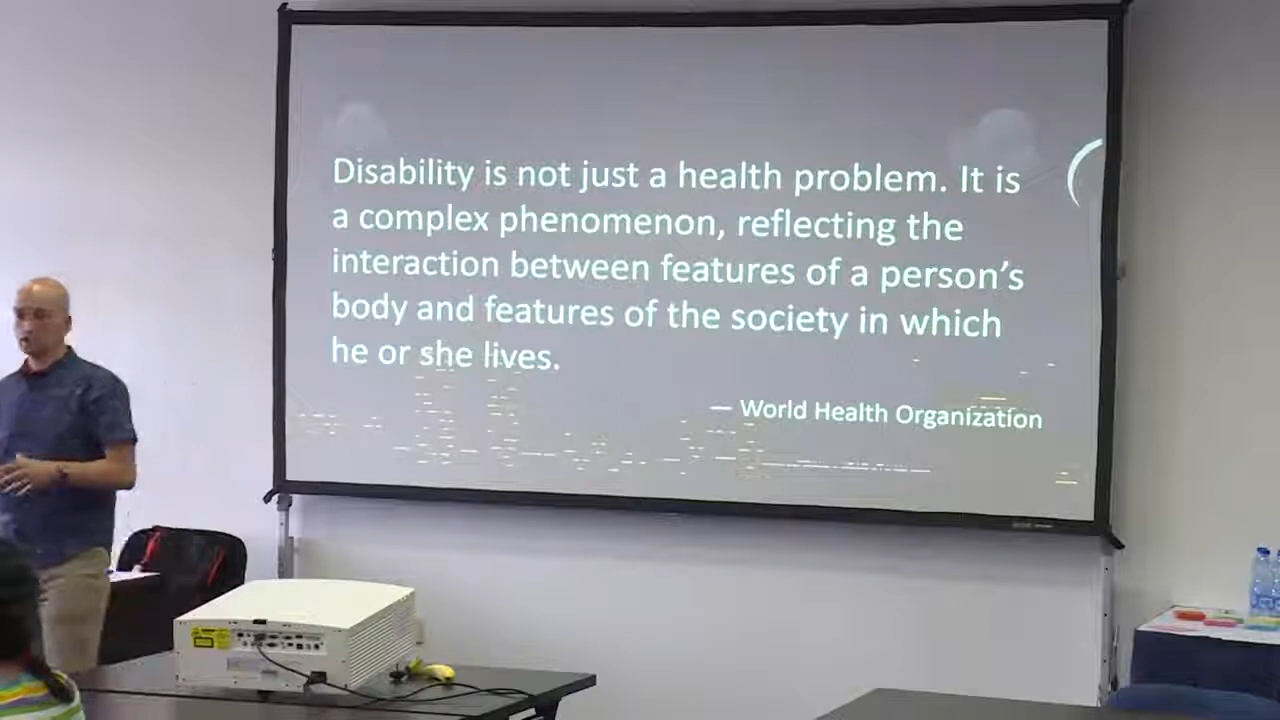 Disability is not just a health problem. It is
a complex phenomenon, reflecting the
interaction between features of a person’s
body and features of the society in which
he or she lives.
— World Health Organization